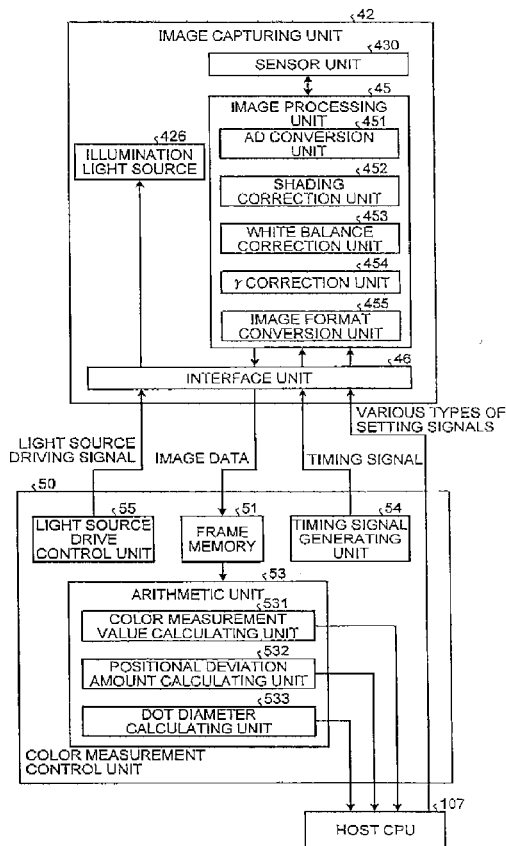 42
IMAGE CAPTURING UNIT
430
SENSOR UNIT
45
IMAGE PROCESSING
UNIT
451
AD CONVERSION
UNIT
426
ILLUMINATION
LIGHT SOURCE
452
SHADING
CORRECTION UNIT
453
WHITE BALANCE
CORRECTION UNIT
454
γ CORRECTION UNIT
455
IMAGE FORMAT
CONVERSION UNIT
46
INTERFACE UNIT
VARIOUS TYPES OF
SETTING SIGNALS
LIGHT SOURCE
DRIVING SIGNAL
IMAGE DATA
TIMING SIGNAL
50
55
LIGHT SOURCE
DRIVE
CONTROL UNIT
51
FRAME
MEMORY
54
TIMING SIGNAL
GENERATING
UNIT
53
ARITHMETIC UNIT
531
COLOR MEASUREMENT
VALUE CALCULATING UNIT
532
POSITIONAL DEVIATION
AMOUNT CALCULATING UNIT
533
DOT DIAMETER
CALCULATING UNIT
COLOR MEASUREMENT
CONTROL UNIT
107
HOST CPU